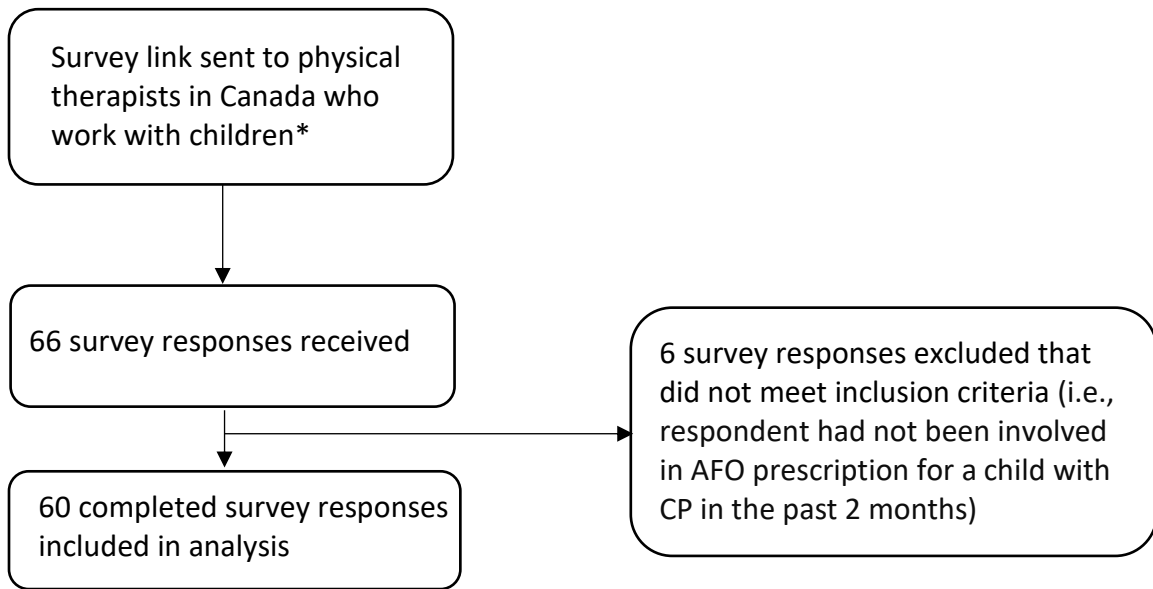 Survey link sent to physical
therapists in Canada who
work with children*
66 survey responses received
6 survey responses excluded that
did not meet inclusion criteria (i.e.,
respondent had not been involved
in AFO prescription for a child with
CP in the past 2 months)
60 completed survey responses
included in analysis